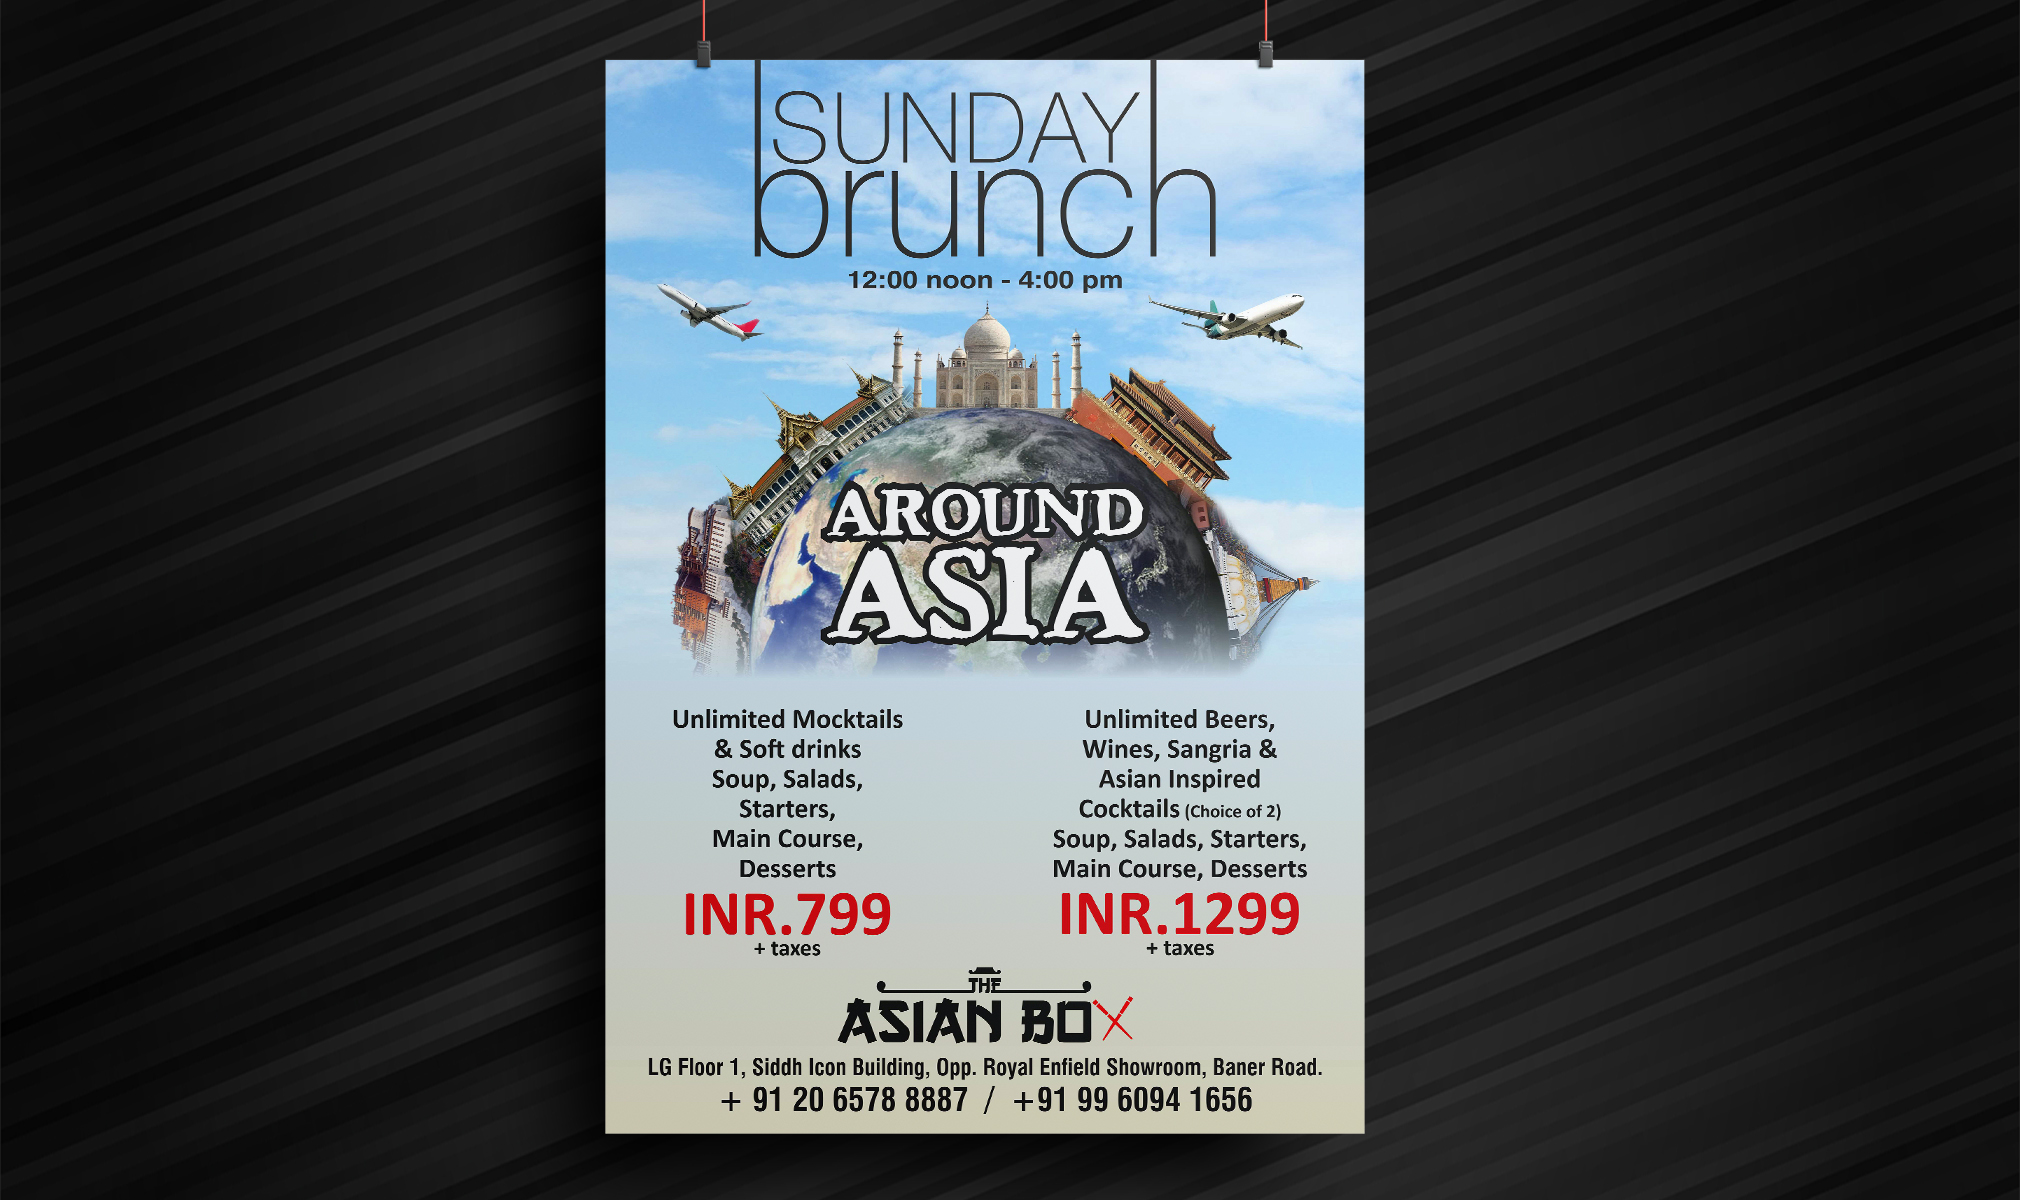 SUNDAY
brunch
12:00 noon - 4:00 pm
AROUND
ASIA
Unlimited Mocktails
& Soft drinks
Soup, Salads,
Starters,
Main Course,
Desserts
INR.799
+ taxes
Unlimited Beers,
Wines, Sangria &
Asian Inspired
Cocktails (Choice of 2)
Soup, Salads, Starters,
Main Course, Desserts
INR.1299
+ taxes
THE
ASIAN BOX
LG Floor 1, Siddh Icon Building, Opp. Royal Enfield Showroom, Baner Road.
+ 91 20 6578 8887 / +91 99 6094 1656